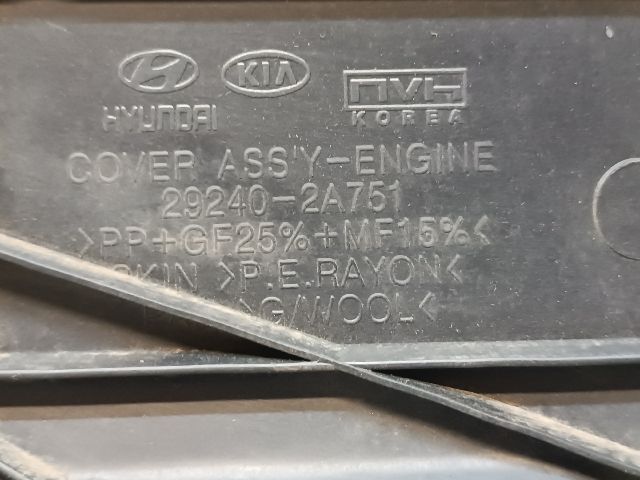 HYUNDAI KIA NVH
KOREA
COVER ASS'Y-ENGINE
29240-2A751
>PP+GF25%+MF15%<
SKIN >P.E.RAYON<
>G/WOOL<